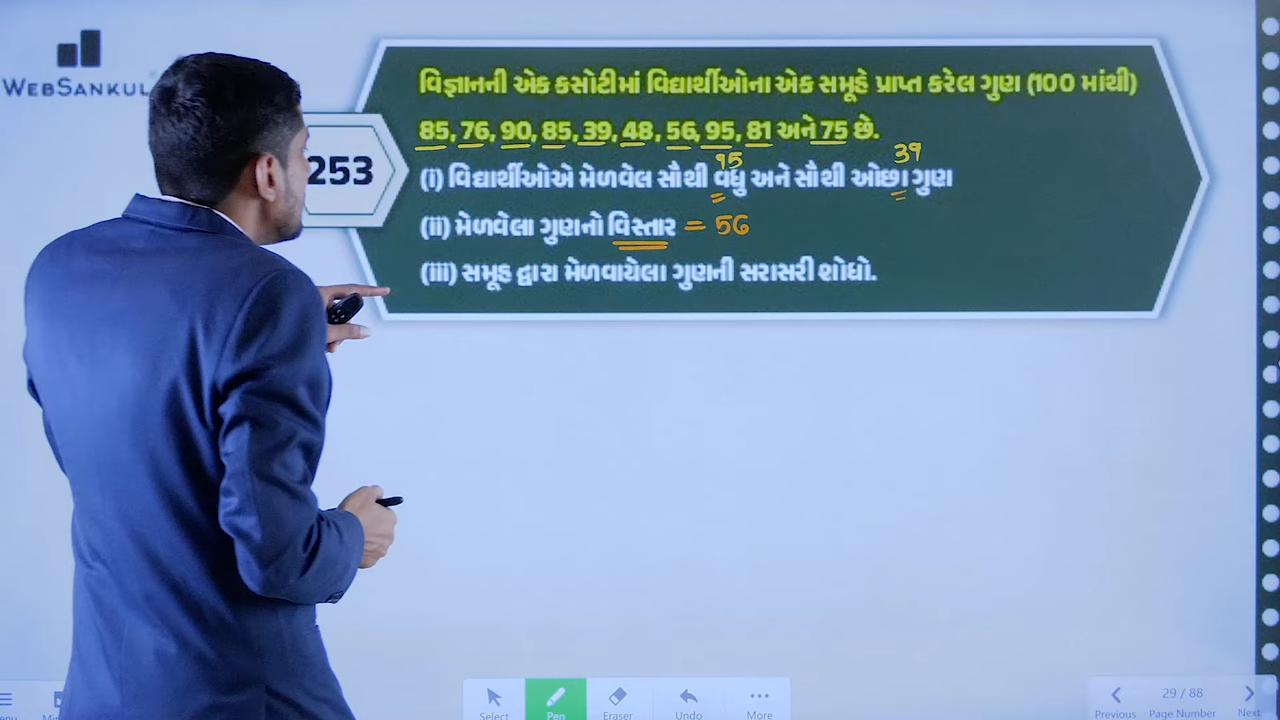 WEBSANKUL
253
વિજ્ઞાનની એક કસોટીમાં વિદ્યાર્થીઓના એક સમૂહે પ્રાપ્ત કરેલ ગુણ (100 માંથી)
85, 76, 90, 85, 39, 48, 56, 95, 81 અને 75 છે.
95 39
(i) વિદ્યાર્થીઓએ મેળવેલ સૌથી વધુ અને સૌથી ઓછા ગુણ
(ii) મેળવેલા ગુણનો વિસ્તાર = 56
(iii) સમૂહ દ્વારા મેળવાયેલા ગુણની સરાસરી શોધો.
Select Pen Eraser Undo More
29 / 88
Previous Page Number Next